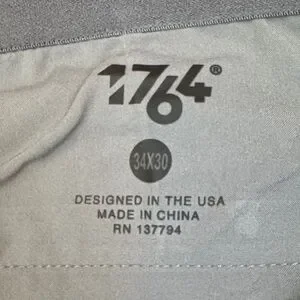 1764®
34X30
DESIGNED IN THE USA
MADE IN CHINA
RN 137794